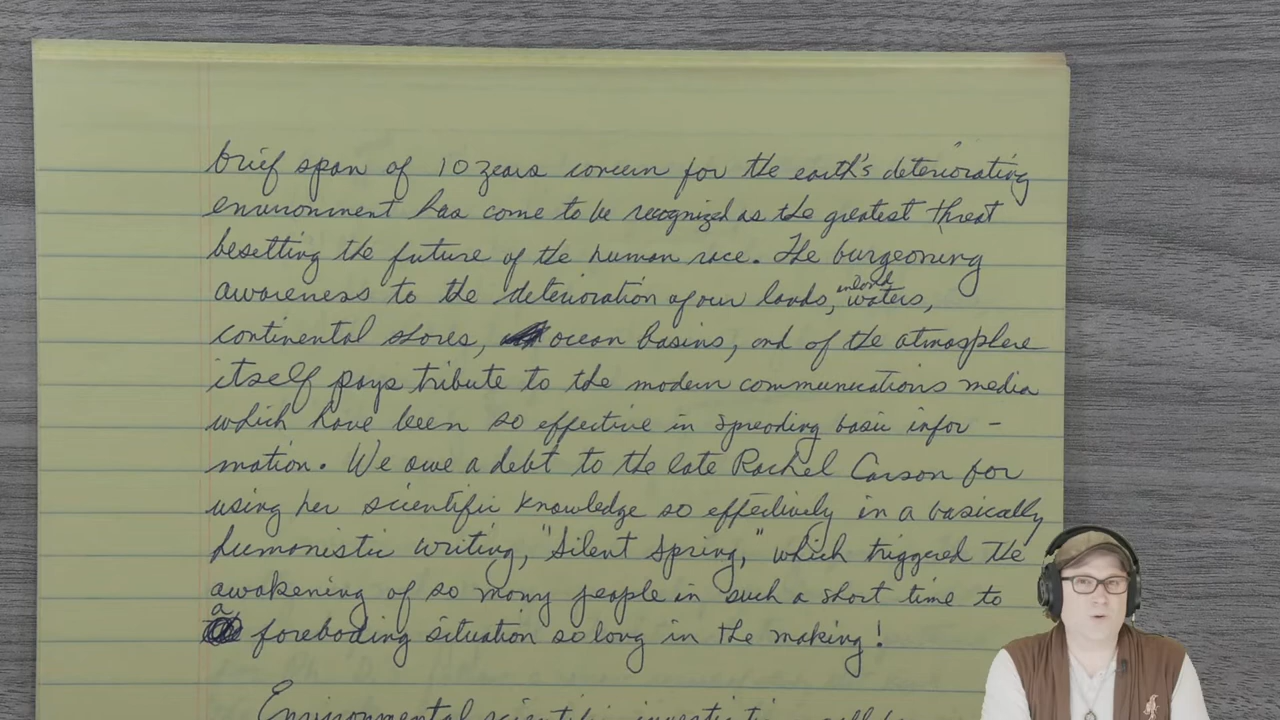 brief span of 10 years concern for the earth's deteriorating
environment has come to be recognized as the greatest threat
besetting the future of the human race. The burgeoning
awareness to the deterioration of our lands, inland waters,
continental shores, ocean basins, and of the atmosphere
itself pays tribute to the modern communications media
which have been so effective in spreading basic infor-
mation. We owe a debt to the late Rachel Carson for
using her scientific knowledge so effectively in a basically
humanistic writing, "Silent Spring," which triggered the
awakening of so many people in such a short time to
a foreboding situation so long in the making!
Environmental scientific